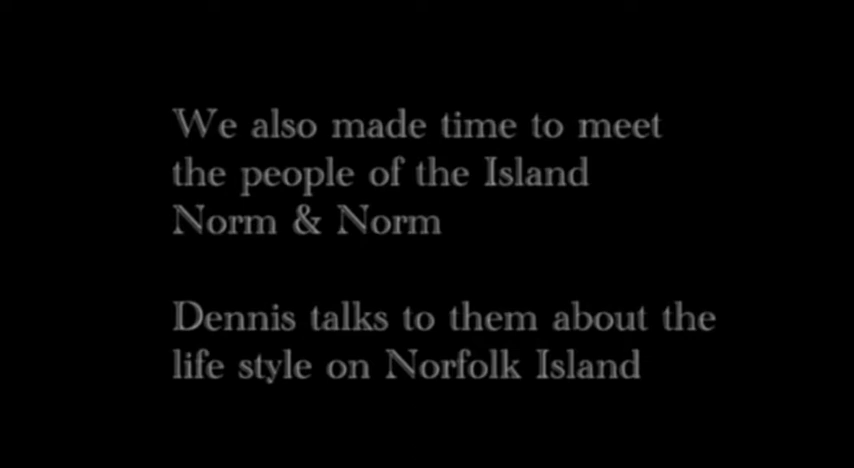 We also made time to meet
the people of the Island
Norm & Norm
Dennis talks to them about the
life style on Norfolk Island